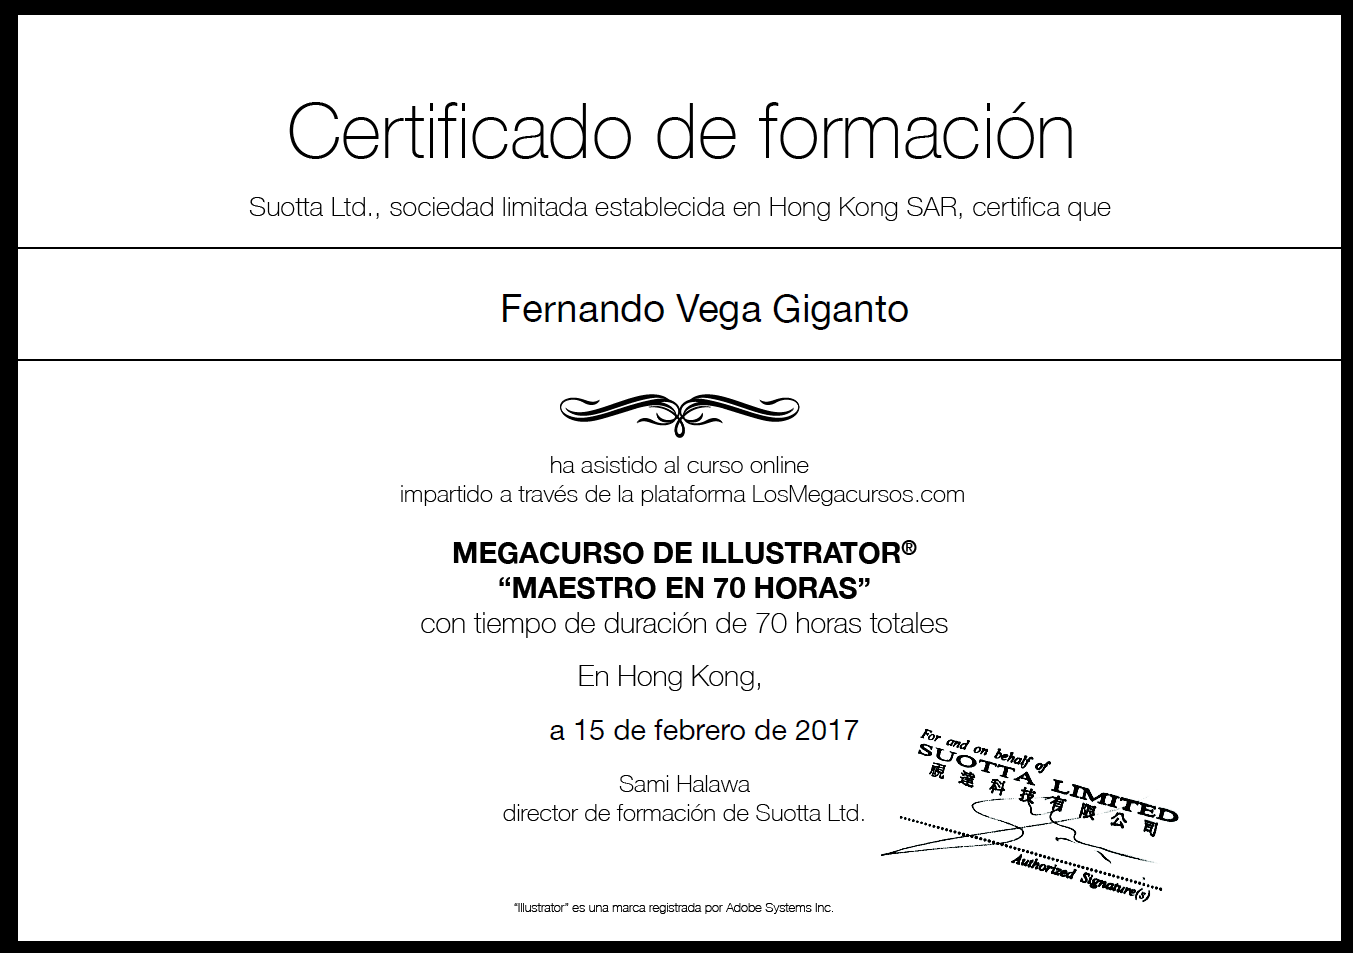 Certificado de formación
Suotta Ltd., sociedad limitada establecida en Hong Kong SAR, certifica que
Fernando Vega Giganto
ha asistido al curso online
impartido a través de la plataforma LosMegacursos.com
MEGACURSO DE ILLUSTRATOR®
“MAESTRO EN 70 HORAS”
con tiempo de duración de 70 horas totales
En Hong Kong,
a 15 de febrero de 2017
Sami Halawa
director de formación de Suotta Ltd.
For and on behalf of
SUOTTA LIMITED
視達科技有限公司
Authorized Signature(s)
“Illustrator” es una marca registrada por Adobe Systems Inc.